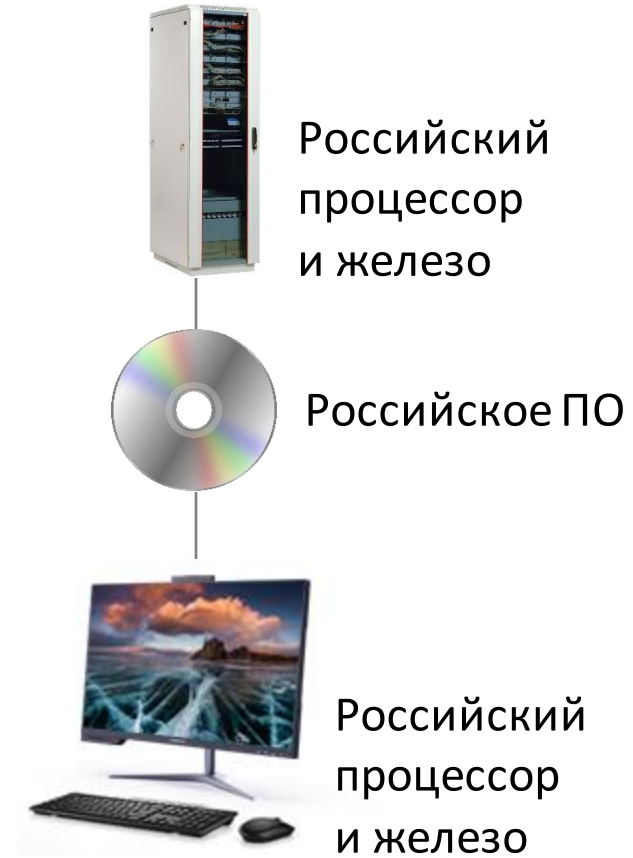 Российский
процессор
и железо
Российское ПО
Российский
процессор
и железо